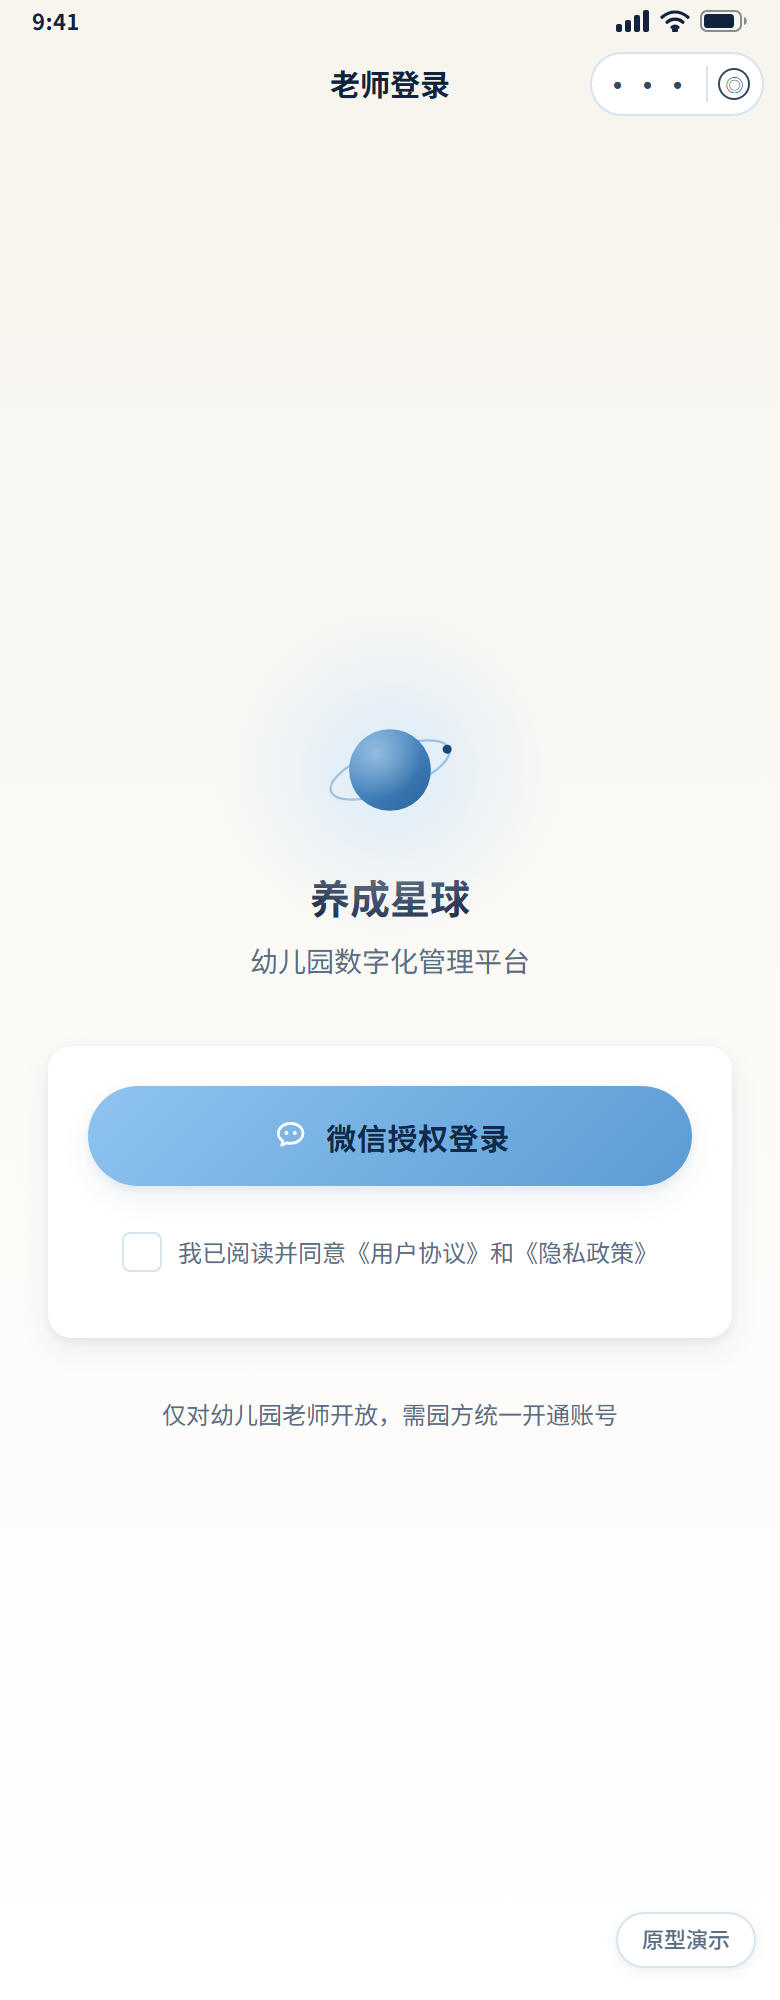 9:41
老师登录
养成星球
幼儿园数字化管理平台
微信授权登录
我已阅读并同意《用户协议》和《隐私政策》
仅对幼儿园老师开放，需园方统一开通账号
原型演示